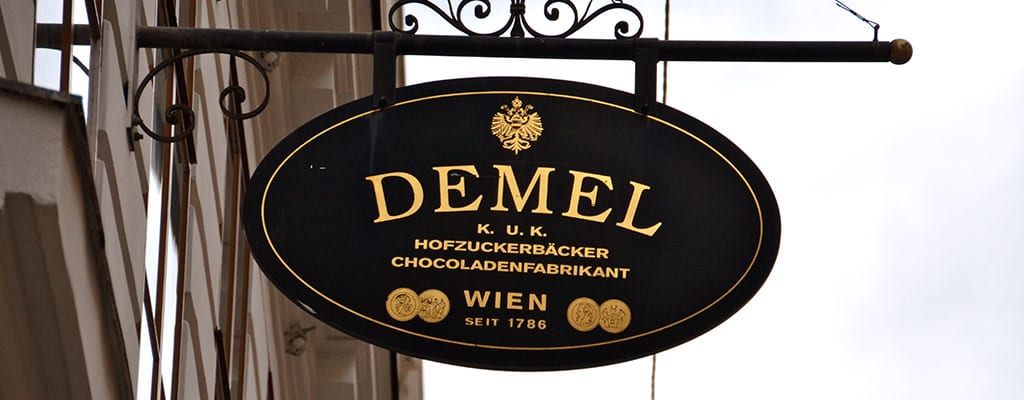 DEMEL
K. U. K.
HOFZUCKERBÄCKER
CHOCOLADENFABRIKANT
WIEN
SEIT 1786